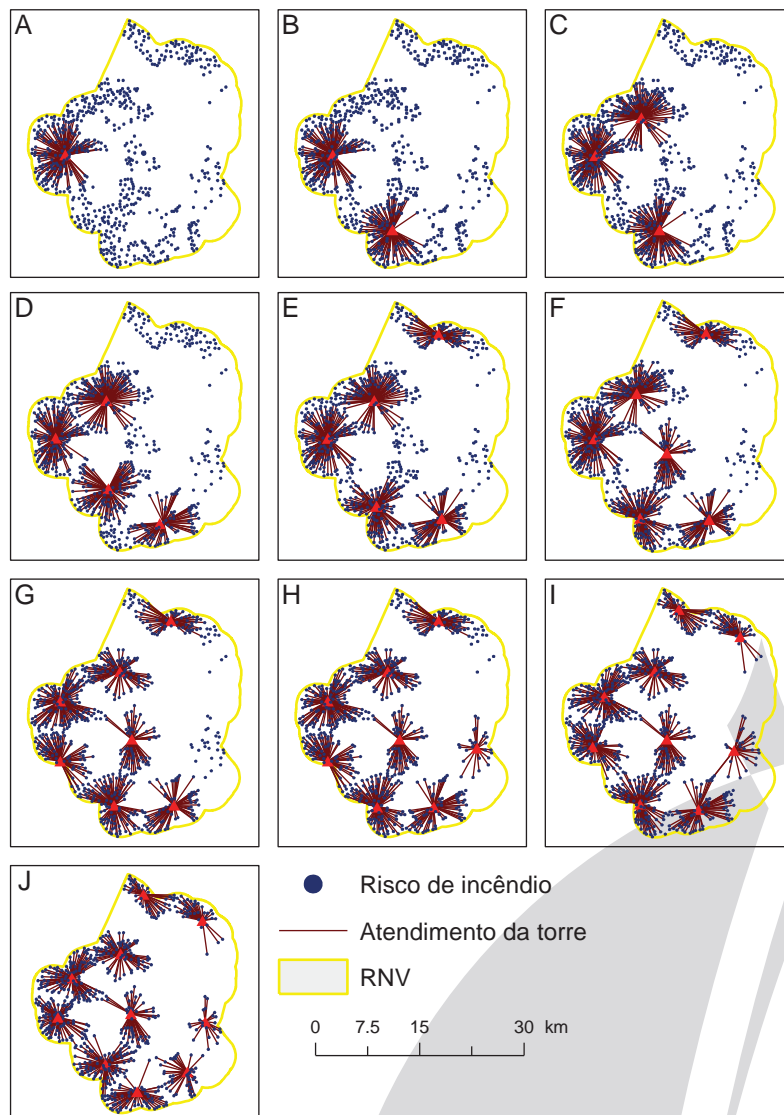 A
B
C
D
E
F
G
H
I
J
Risco de incêndio
Atendimento da torre
RNV
0 7.5 15 30 km